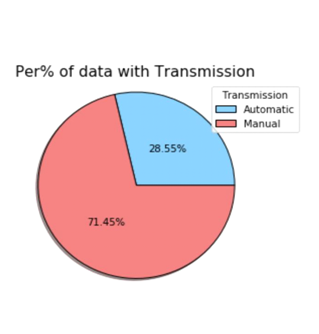 Per% of data with Transmission
Transmission
Automatic
Manual
28.55%
71.45%